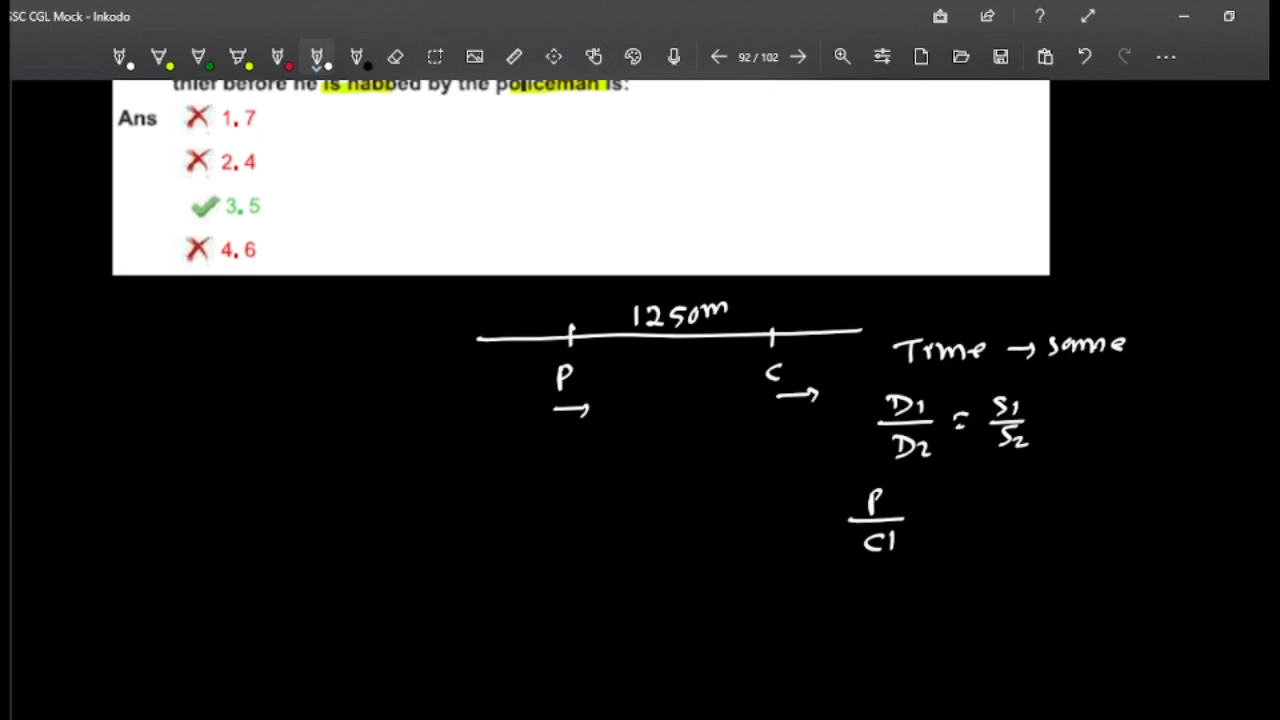 SSC CGL Mock - Inkodo
92 / 102
thief before he is nabbed by the policeman is:
Ans
1. 7
2. 4
3. 5
4. 6
1250m
P
C
Time → same
D1/D2 = S1/S2
P
C1